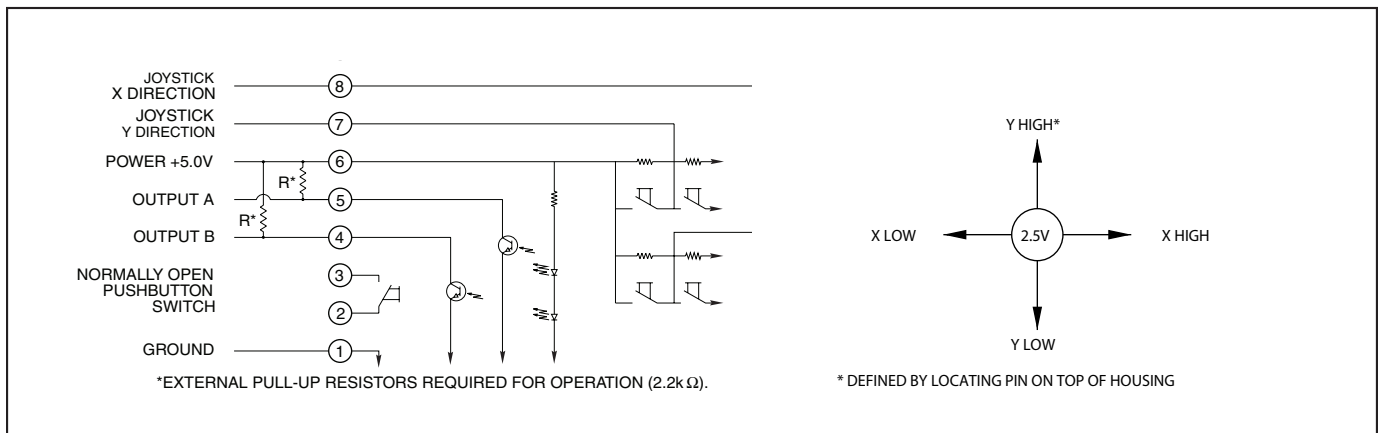 JOYSTICK
X DIRECTION
8
JOYSTICK
Y DIRECTION
7
POWER +5.0V
6
R*
OUTPUT A
5
R*
OUTPUT B
4
NORMALLY OPEN
PUSHBUTTON
SWITCH
3
2
GROUND
1
*EXTERNAL PULL-UP RESISTORS REQUIRED FOR OPERATION (2.2k Ω).
Y HIGH*
X LOW
2.5V
X HIGH
Y LOW
* DEFINED BY LOCATING PIN ON TOP OF HOUSING